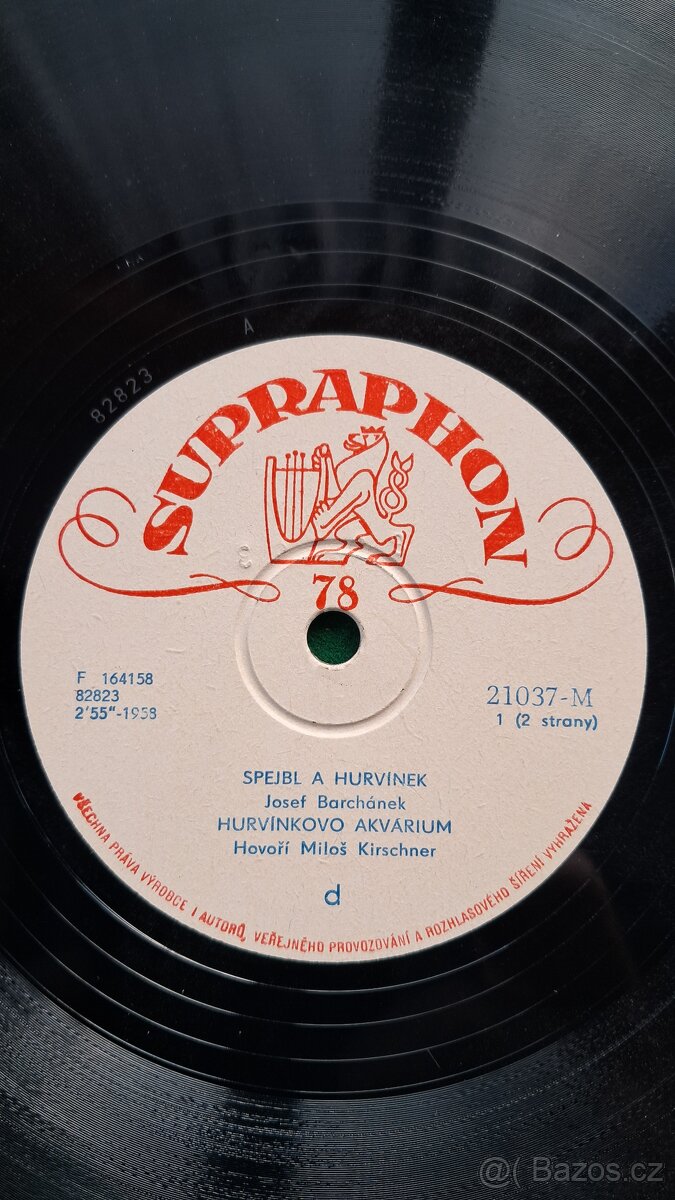 A
82823
SUPRAPHON
78
F 164158
82823
2'55"-1958
21037-M
1 (2 strany)
SPEJBL A HURVÍNEK
Josef Barchánek
HURVÍNKOVO AKVÁRIUM
Hovoří Miloš Kirschner
d
VŠECHNA PRÁVA VÝROBCE I AUTORŮ, VEŘEJNÉHO PROVOZOVÁNÍ A ROZHLASOVÉHO ŠÍŘENÍ VYHRAŽENA
@( Bazos.cz